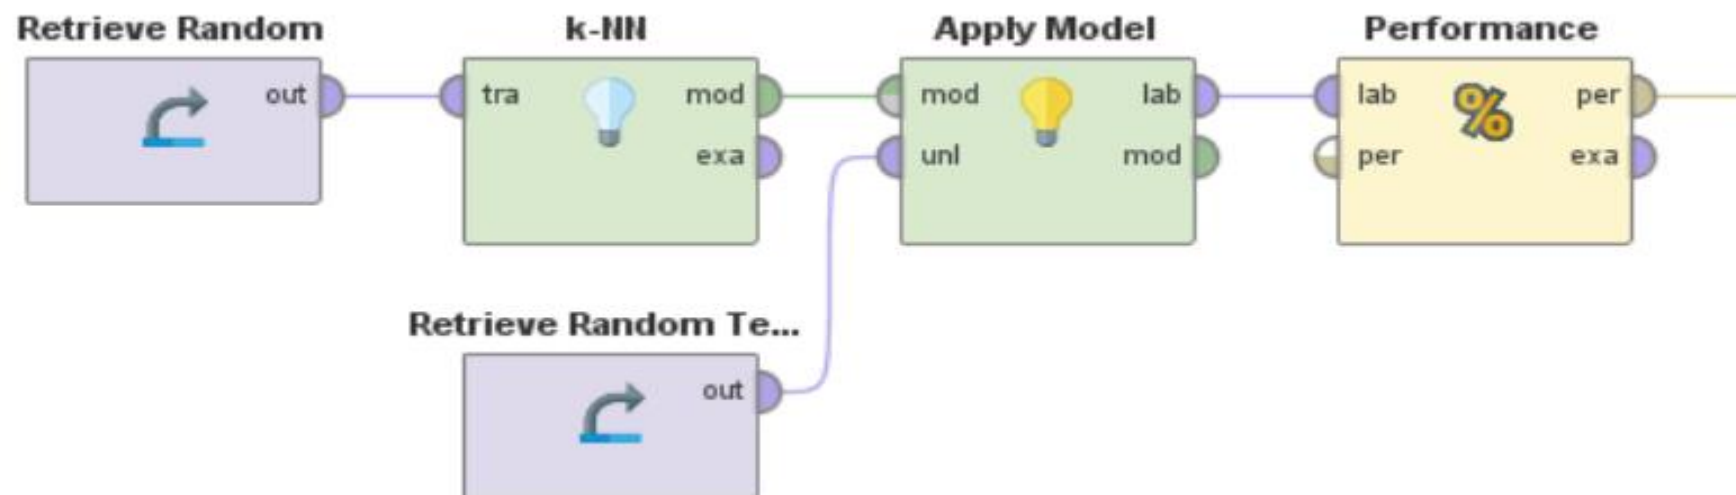 Retrieve Random k-NN Apply Model Performance
out tra mod mod lab lab per
exa unl mod per exa
Retrieve Random Te...
out